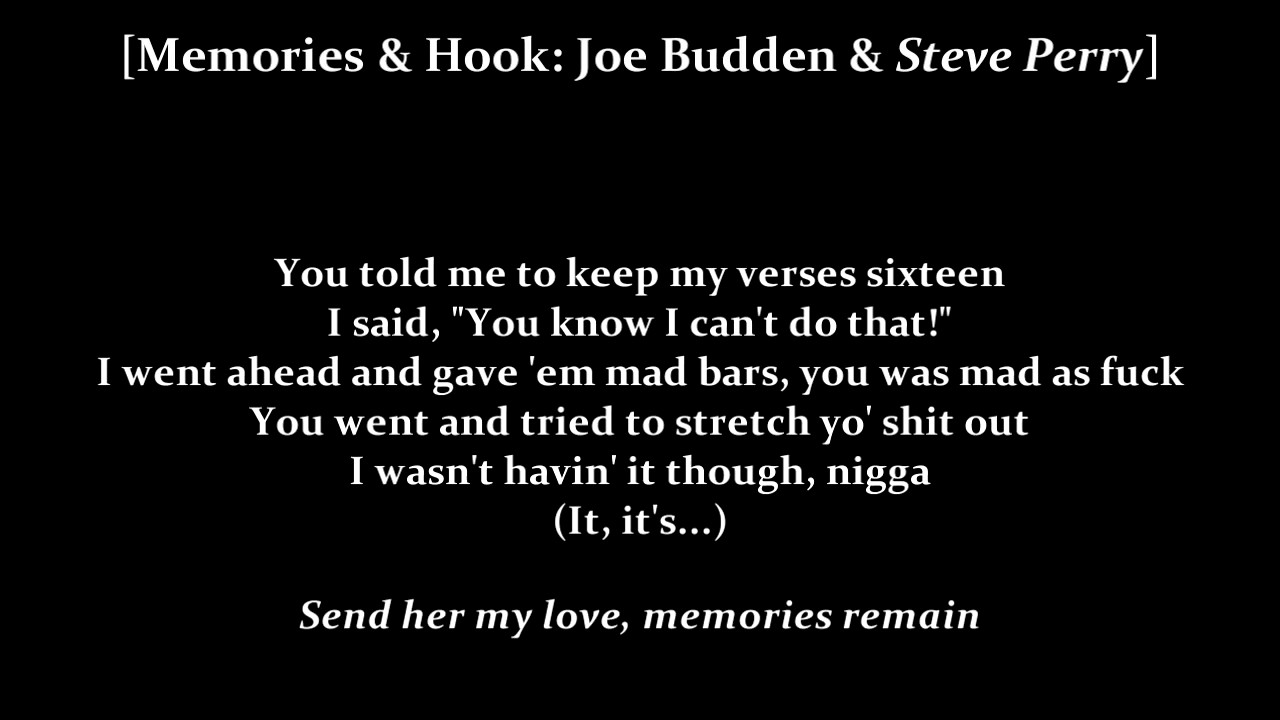 [Memories & Hook: Joe Budden & Steve Perry]
You told me to keep my verses sixteen
I said, "You know I can't do that!"
I went ahead and gave 'em mad bars, you was mad as fuck
You went and tried to stretch yo' shit out
I wasn't havin' it though, nigga
(It, it's...)
Send her my love, memories remain